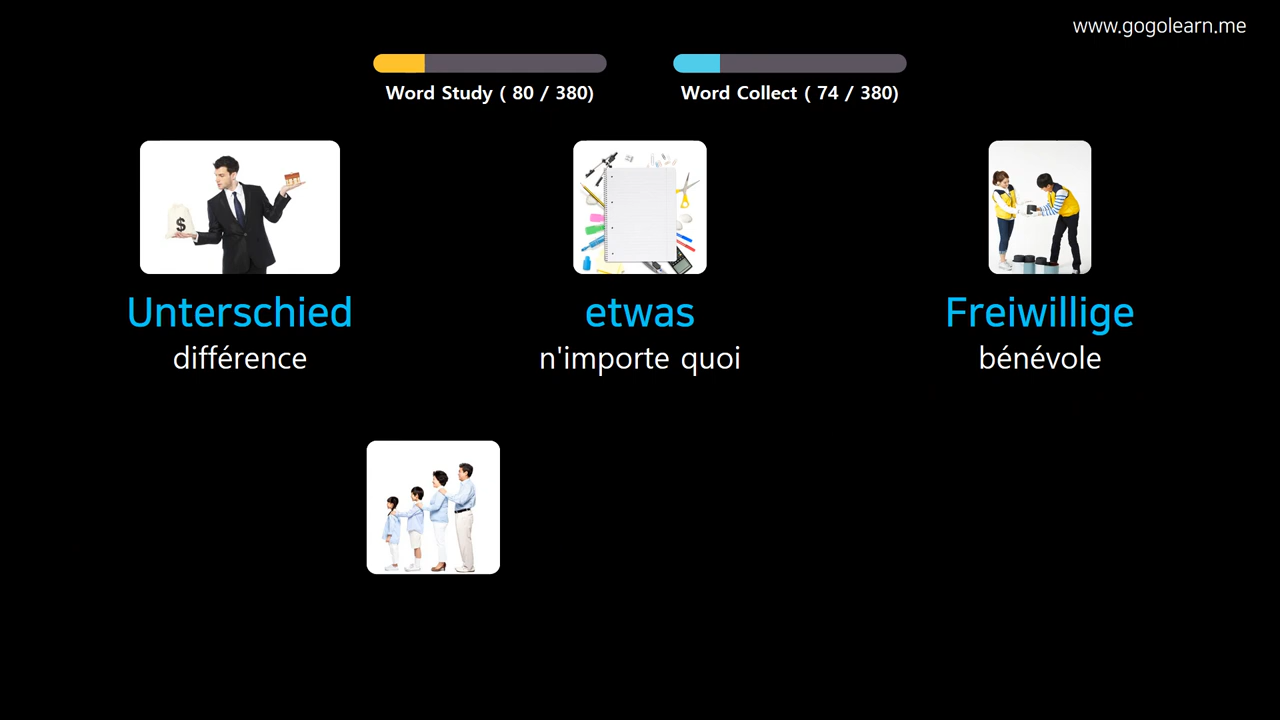 www.gogolearn.me
Word Study ( 80 / 380)
Word Collect ( 74 / 380)
$
Unterschied
etwas
Freiwillige
différence
n'importe quoi
bénévole